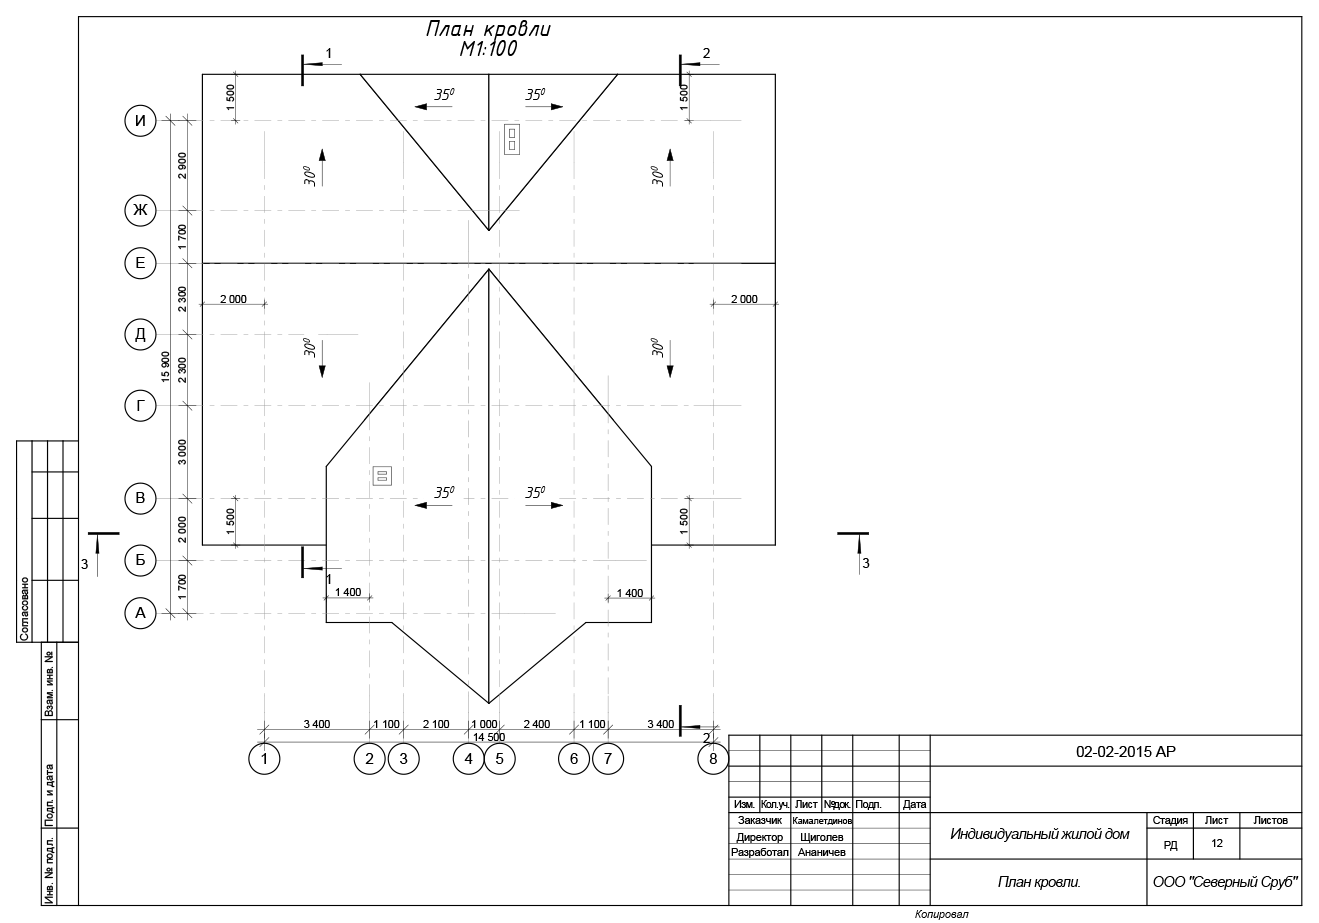 План кровли
М1:100
1
2
1 500
35⁰
35⁰
1 500
И
2 900
30⁰
30⁰
Ж
1 700
Е
2 300
2 000
2 000
Д
15 900
2 300
30⁰
30⁰
Г
3 000
В
35⁰
35⁰
2 000
1 500
1 500
3
3
Б
1
1 700
1 400
1 400
А
3 400
1 100
2 100
1 000
2 400
1 100
3 400
14 500
2
1
2
3
4
5
6
7
8
Согласовано
Взам. инв. №
Подп. и дата
Инв. № подл.
02-02-2015 АР
Изм. Кол.уч. Лист №док. Подп. Дата
Заказчик Камалетдинов
Директор Щиголев
Разработал Ананичев
Индивидуальный жилой дом
Стадия Лист Листов
РД 12
План кровли.
ООО "Северный Сруб"
Копировал